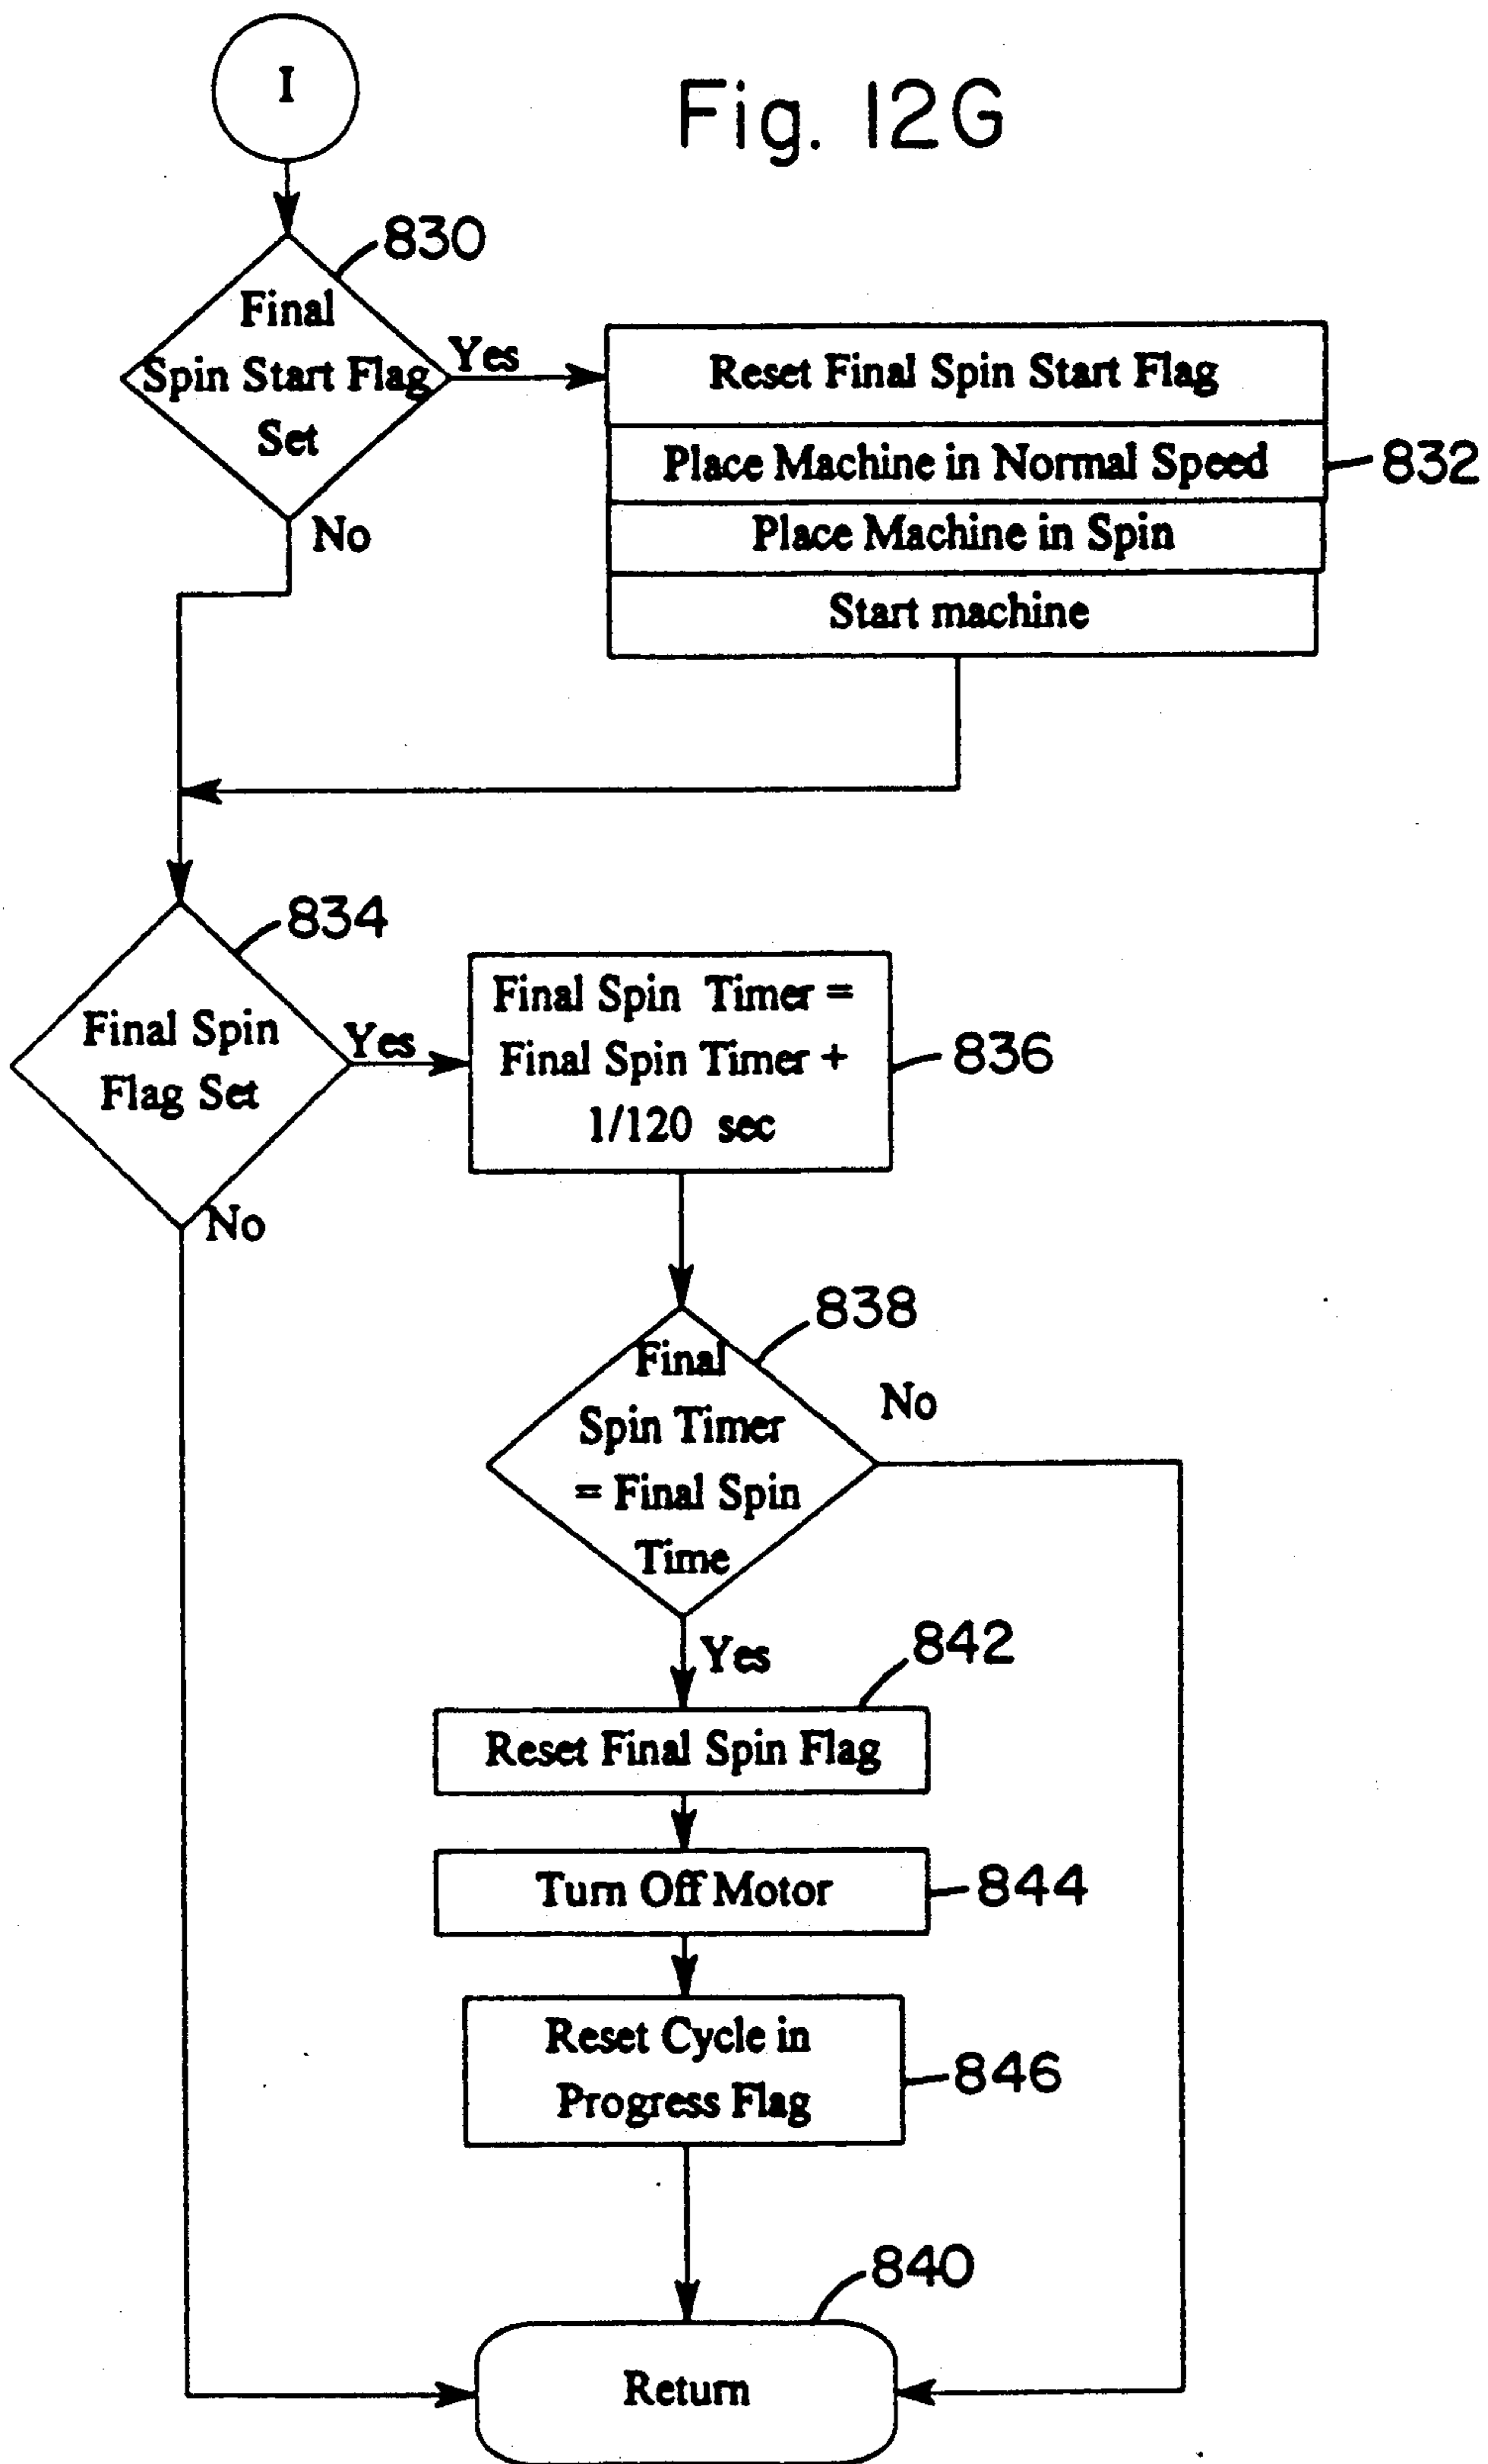 I
Fig. 12G
830
Final
Spin Start Flag
Set
Yes
No
Reset Final Spin Start Flag
Place Machine in Normal Speed
Place Machine in Spin
Start machine
832
834
Final Spin
Flag Set
Yes
No
Final Spin Timer =
Final Spin Timer +
1/120 sec
836
838
Final
Spin Timer
= Final Spin
Time
No
Yes
842
Reset Final Spin Flag
Turn Off Motor
844
Reset Cycle in
Progress Flag
846
840
Return